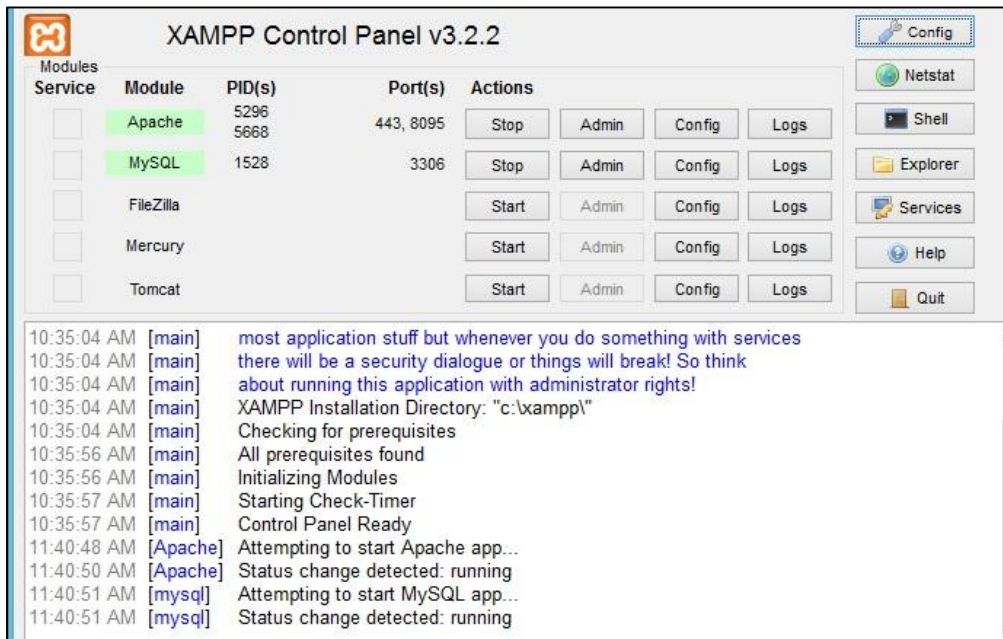 XAMPP Control Panel v3.2.2
Config
Modules
Service Module PID(s) Port(s) Actions
Netstat
Apache 5296 5668 443, 8095 Stop Admin Config Logs
Shell
MySQL 1528 3306 Stop Admin Config Logs
Explorer
FileZilla Start Admin Config Logs
Services
Mercury Start Admin Config Logs
Help
Tomcat Start Admin Config Logs
Quit
10:35:04 AM [main] most application stuff but whenever you do something with services
10:35:04 AM [main] there will be a security dialogue or things will break! So think
10:35:04 AM [main] about running this application with administrator rights!
10:35:04 AM [main] XAMPP Installation Directory: "c:\xampp\"
10:35:04 AM [main] Checking for prerequisites
10:35:56 AM [main] All prerequisites found
10:35:56 AM [main] Initializing Modules
10:35:57 AM [main] Starting Check-Timer
10:35:57 AM [main] Control Panel Ready
11:40:48 AM [Apache] Attempting to start Apache app...
11:40:50 AM [Apache] Status change detected: running
11:40:51 AM [mysql] Attempting to start MySQL app...
11:40:51 AM [mysql] Status change detected: running